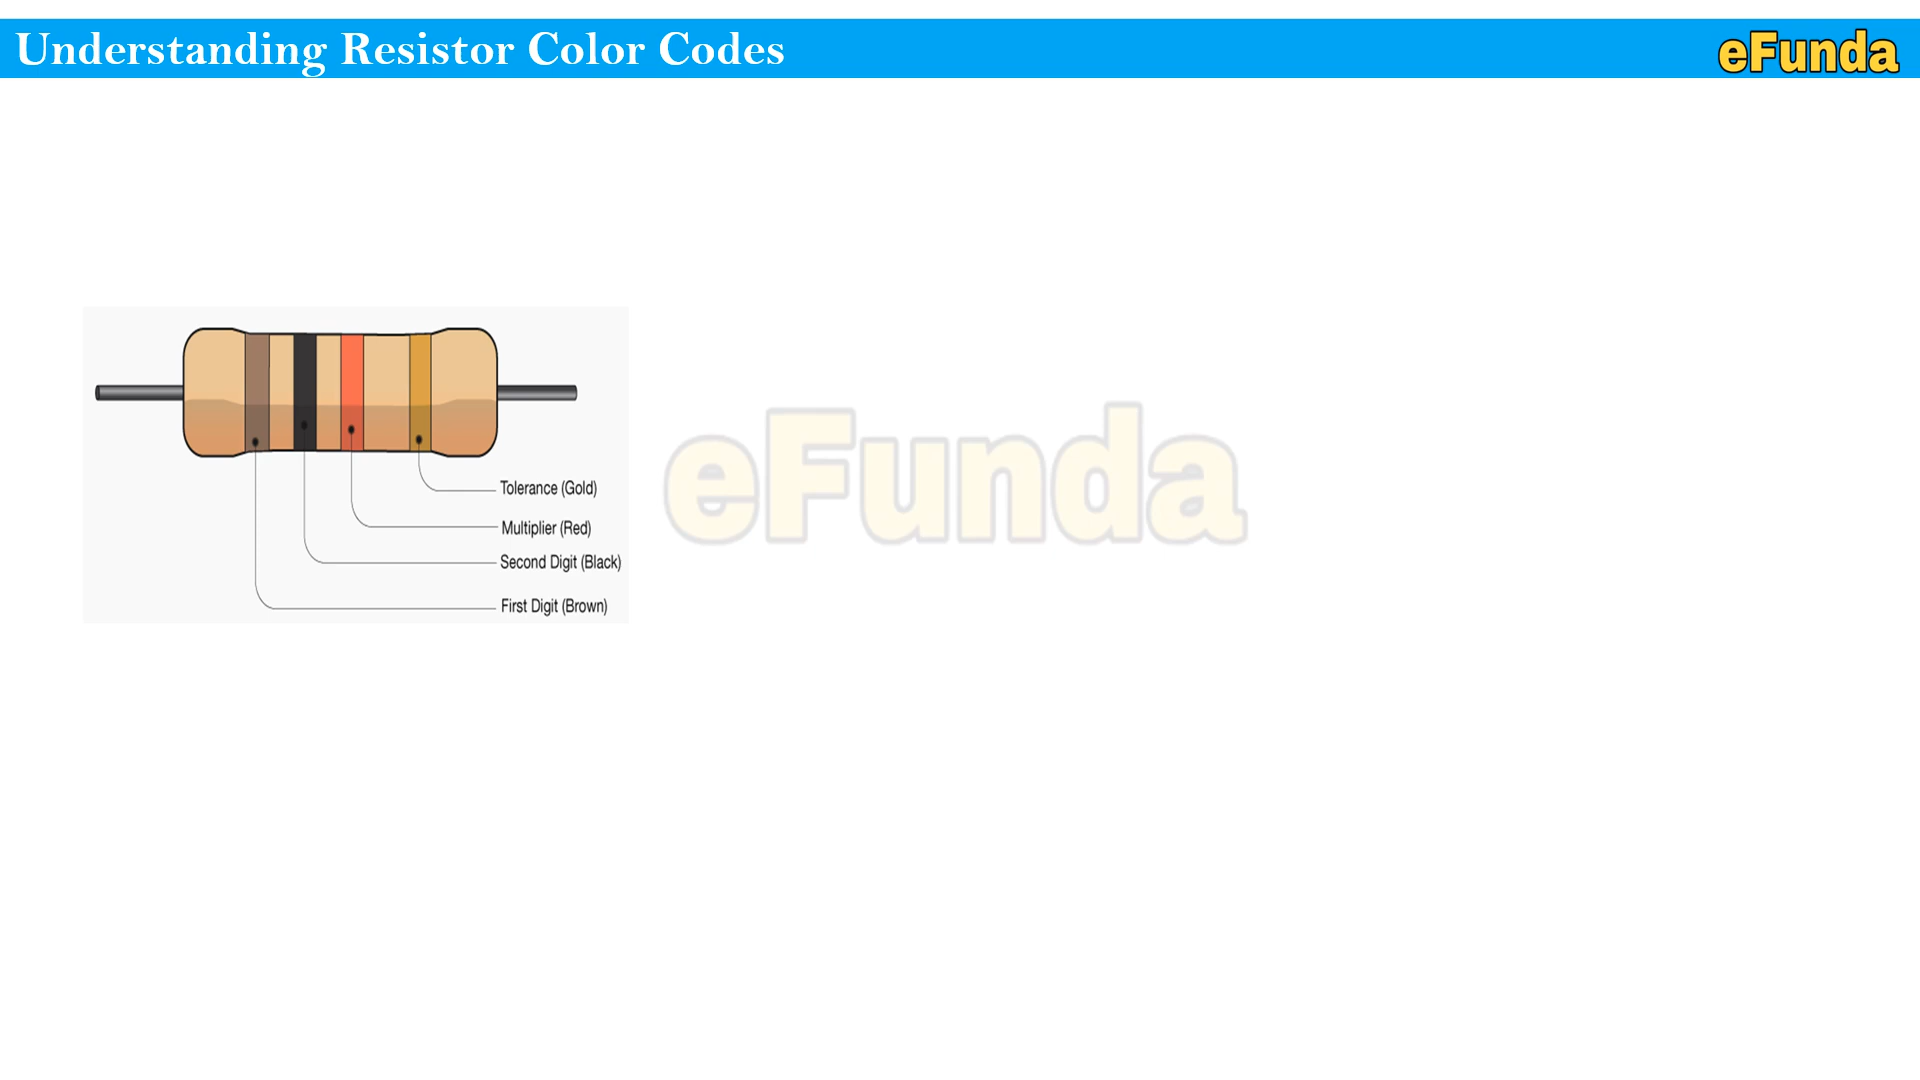 Understanding Resistor Color Codes
eFunda
Tolerance (Gold)
Multiplier (Red)
eFunda
Second Digit (Black)
First Digit (Brown)